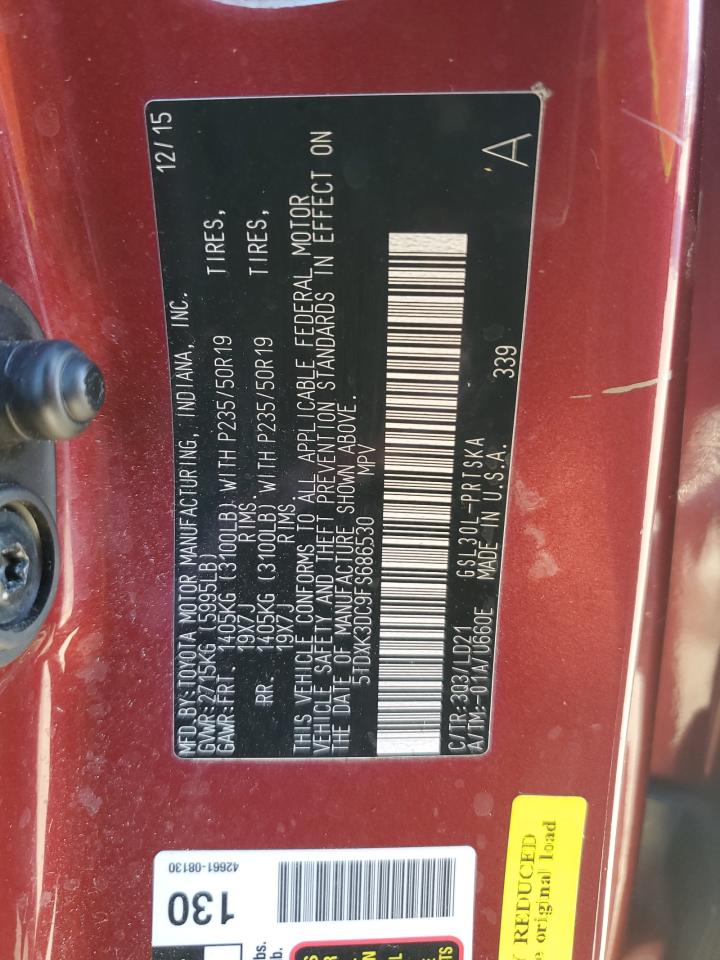 12/15
MFD BY:TOYOTA MOTOR MANUFACTURING, INDIANA, INC.
GVWR:2715KG (5995LB)
GAWR:FRT. 1405KG (3100LB) WITH P235/50R19 TIRES,
19X7J RIMS.
RR. 1405KG (3100LB) WITH P235/50R19 TIRES,
19X7J RIMS
THIS VEHICLE CONFORMS TO ALL APPLICABLE FEDERAL MOTOR
VEHICLE SAFETY AND THEFT PREVENTION STANDARDS IN EFFECT ON
THE DATE OF MANUFACTURE SHOWN ABOVE.
5TDXK3DC9FS686530 MPV
C/TR:3Q3/LD21 GSL30L-PRTSKA 339
A/TM:-01A/U660E MADE IN U.S.A.
A
42661-08130
130
lbs.
lb.
REDUCED
original load